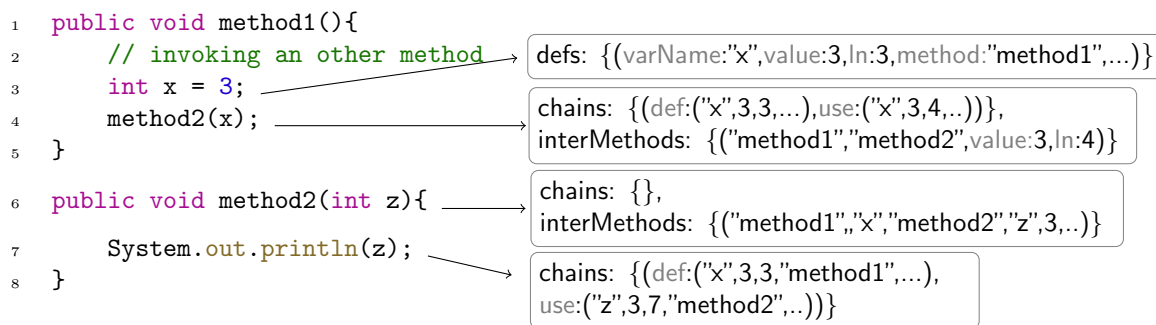 1 public void method1(){
2 // invoking an other method
3 int x = 3;
4 method2(x);
5 }
6 public void method2(int z){
7 System.out.println(z);
8 }
defs: {(varName:"x",value:3,ln:3,method:"method1",...)}
chains: {(def:("x",3,3,...),use:("x",3,4,..))},
interMethods: {("method1","method2",value:3,ln:4)}
chains: {},
interMethods: {("method1",,"x","method2","z",3,..)}
chains: {(def:("x",3,3,"method1",...),
use:("z",3,7,"method2",..))}